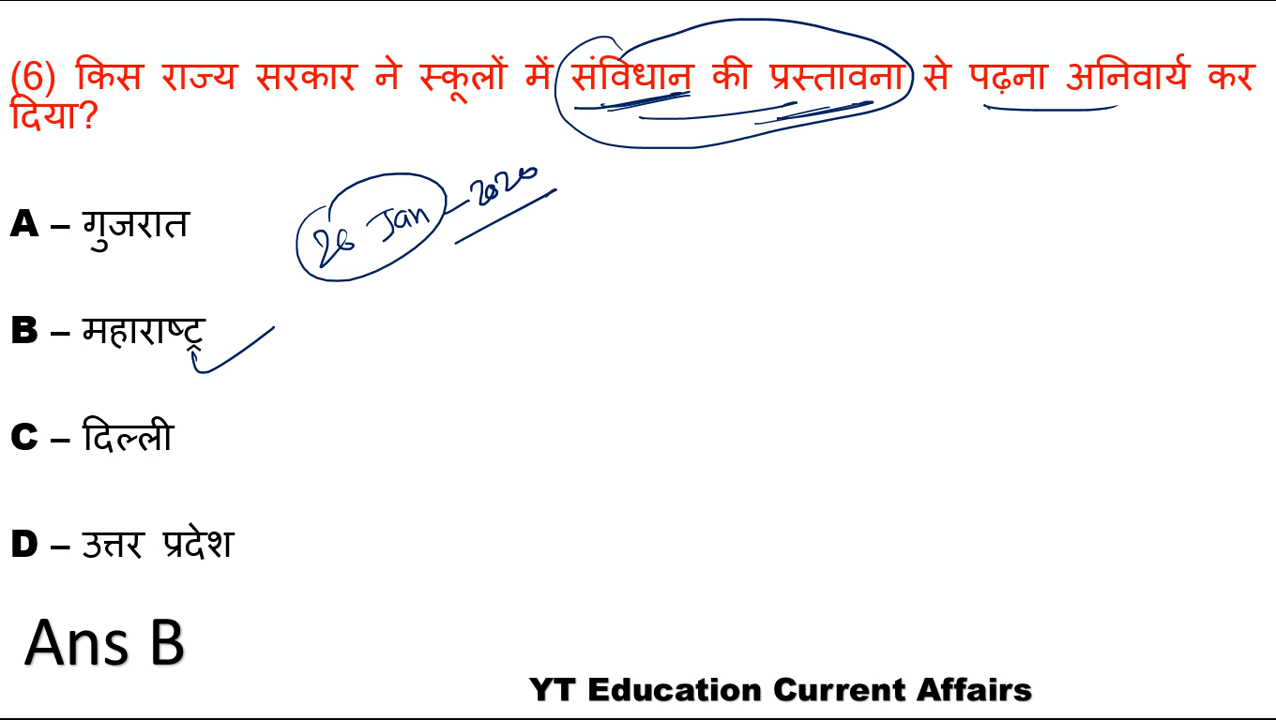 (6) किस राज्य सरकार ने स्कूलों में संविधान की प्रस्तावना से पढ़ना अनिवार्य कर
दिया?
A – गुजरात
26 Jan – 2020
B – महाराष्ट्र
C – दिल्ली
D – उत्तर प्रदेश
Ans B
YT Education Current Affairs